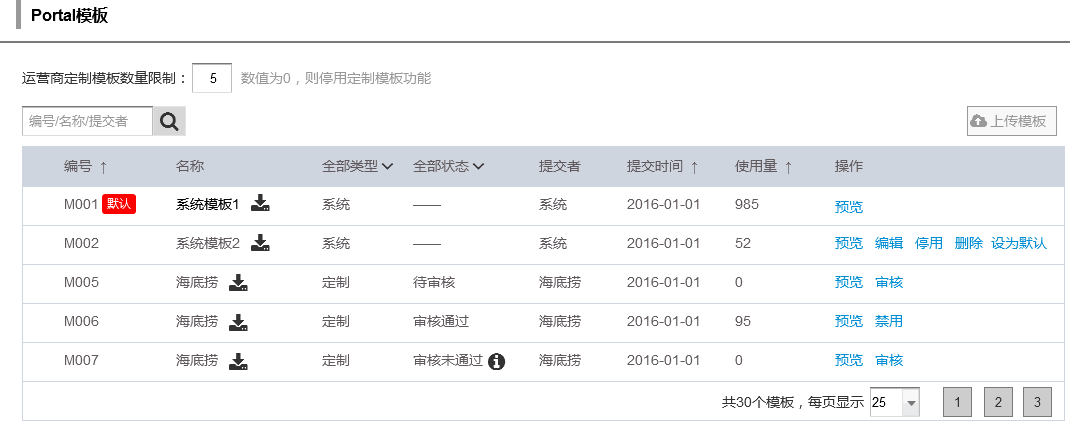 Portal模板
运营商定制模板数量限制： 5 数值为0，则停用定制模板功能
编号/名称/提交者 上传模板
编号 ↑ 名称 全部类型 全部状态 提交者 提交时间 ↑ 使用量 ↑ 操作
M001 默认 系统模板1 系统 —— 系统 2016-01-01 985 预览
M002 系统模板2 系统 —— 系统 2016-01-01 52 预览 编辑 停用 删除 设为默认
M005 海底捞 定制 待审核 海底捞 2016-01-01 0 预览 审核
M006 海底捞 定制 审核通过 海底捞 2016-01-01 95 预览 禁用
M007 海底捞 定制 审核未通过 海底捞 2016-01-01 0 预览 审核
共30个模板，每页显示 25 1 2 3